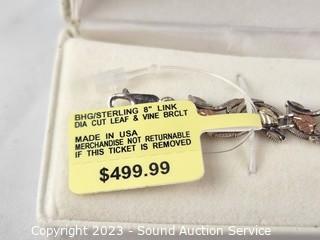 BHG/STERLING 8" LINK
DIA CUT LEAF & VINE BRCLT
MADE IN USA
MERCHANDISE NOT RETURNABLE
IF THIS TICKET IS REMOVED
$499.99
Copyright 2023 - Sound Auction Service